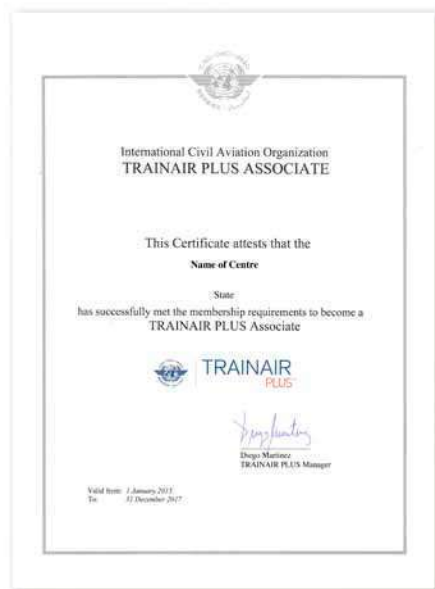 International Civil Aviation Organization
TRAINAIR PLUS ASSOCIATE
This Certificate attests that the
Name of Centre
State
has successfully met the membership requirements to become a
TRAINAIR PLUS Associate
TRAINAIR
PLUS
Diego Martinez
TRAINAIR PLUS Manager
Valid from: 1 January 2015
To: 31 December 2017